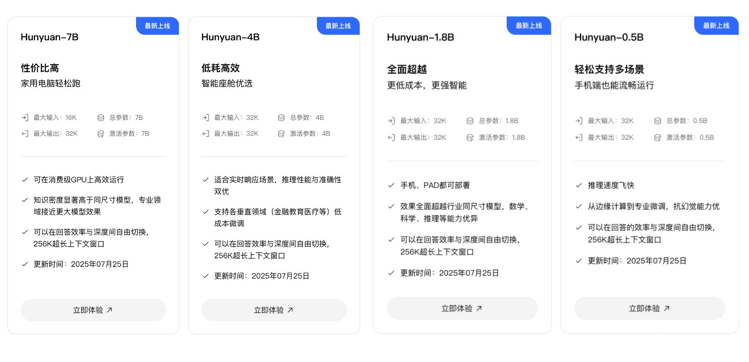 最新上线
Hunyuan-7B
性价比高
家用电脑轻松跑
最大输入：16K
总参数：7B
最大输出：32K
激活参数：7B
可在消费级GPU上高效运行
知识密度显著高于同尺寸模型，专业领
域接近更大模型效果
可以在回答效率与深度间自由切换，
256K超长上下文窗口
更新时间：2025年07月25日
立即体验
最新上线
Hunyuan-4B
低耗高效
智能座舱优选
最大输入：32K
总参数：4B
最大输出：32K
激活参数：4B
适合实时响应场景，推理性能与准确性
双优
支持各垂直领域（金融教育医疗等）低
成本微调
可以在回答效率与深度间自由切换，
256K超长上下文窗口
更新时间：2025年07月25日
立即体验
最新上线
Hunyuan-1.8B
全面超越
更低成本，更强智能
最大输入：32K
总参数：1.8B
最大输出：32K
激活参数：1.8B
手机、PAD都可部署
效果全面超越行业同尺寸模型，数学、
科学、推理等能力优异
可以在回答效率与深度间自由切换，
256K超长上下文窗口
更新时间：2025年07月25日
立即体验
最新上线
Hunyuan-0.5B
轻松支持多场景
手机端也能流畅运行
最大输入：32K
总参数：0.5B
最大输出：32K
激活参数：0.5B
推理速度飞快
从边缘计算到专业微调，抗幻觉能力优
可以在回答的效率与深度间自由切换，
256K超长上下文窗口
更新时间：2025年07月25日
立即体验